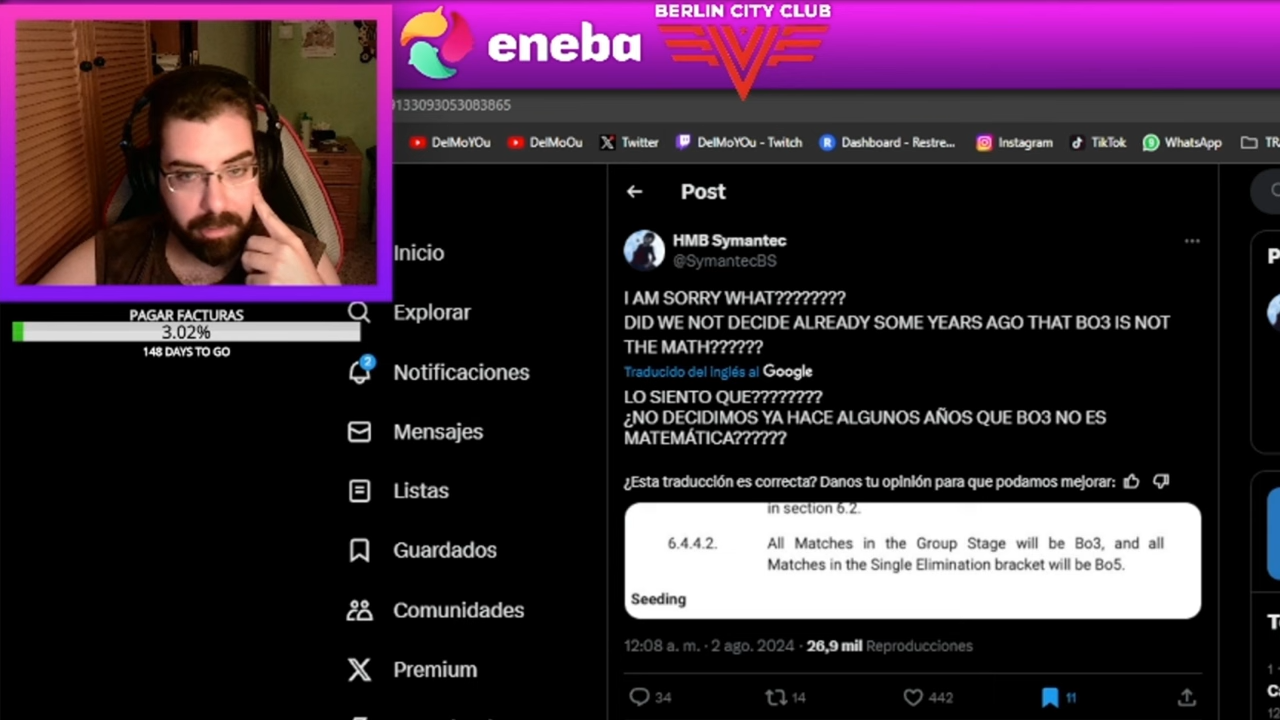 BERLIN CITY CLUB
eneba
133093053083865
DelMoYOu
DelMoOu
Twitter
DelMoYOu - Twitch
Dashboard - Restre...
Instagram
TikTok
WhatsApp
PAGAR FACTURAS
3.02%
148 DAYS TO GO
Inicio
Explorar
2
Notificaciones
Mensajes
Listas
Guardados
Comunidades
Premium
Post
HMB Symantec
@SymantecBS
I AM SORRY WHAT????????
DID WE NOT DECIDE ALREADY SOME YEARS AGO THAT BO3 IS NOT
THE MATH??????
Traducido del inglés al Google
LO SIENTO QUE????????
¿NO DECIDIMOS YA HACE ALGUNOS AÑOS QUE BO3 NO ES
MATEMÁTICA??????
¿Esta traducción es correcta? Danos tu opinión para que podamos mejorar:
in section 6.2.
6.4.4.2. All Matches in the Group Stage will be Bo3, and all
Matches in the Single Elimination bracket will be Bo5.
Seeding
12:08 a. m. · 2 ago. 2024 · 26,9 mil Reproducciones
34 14 442 11